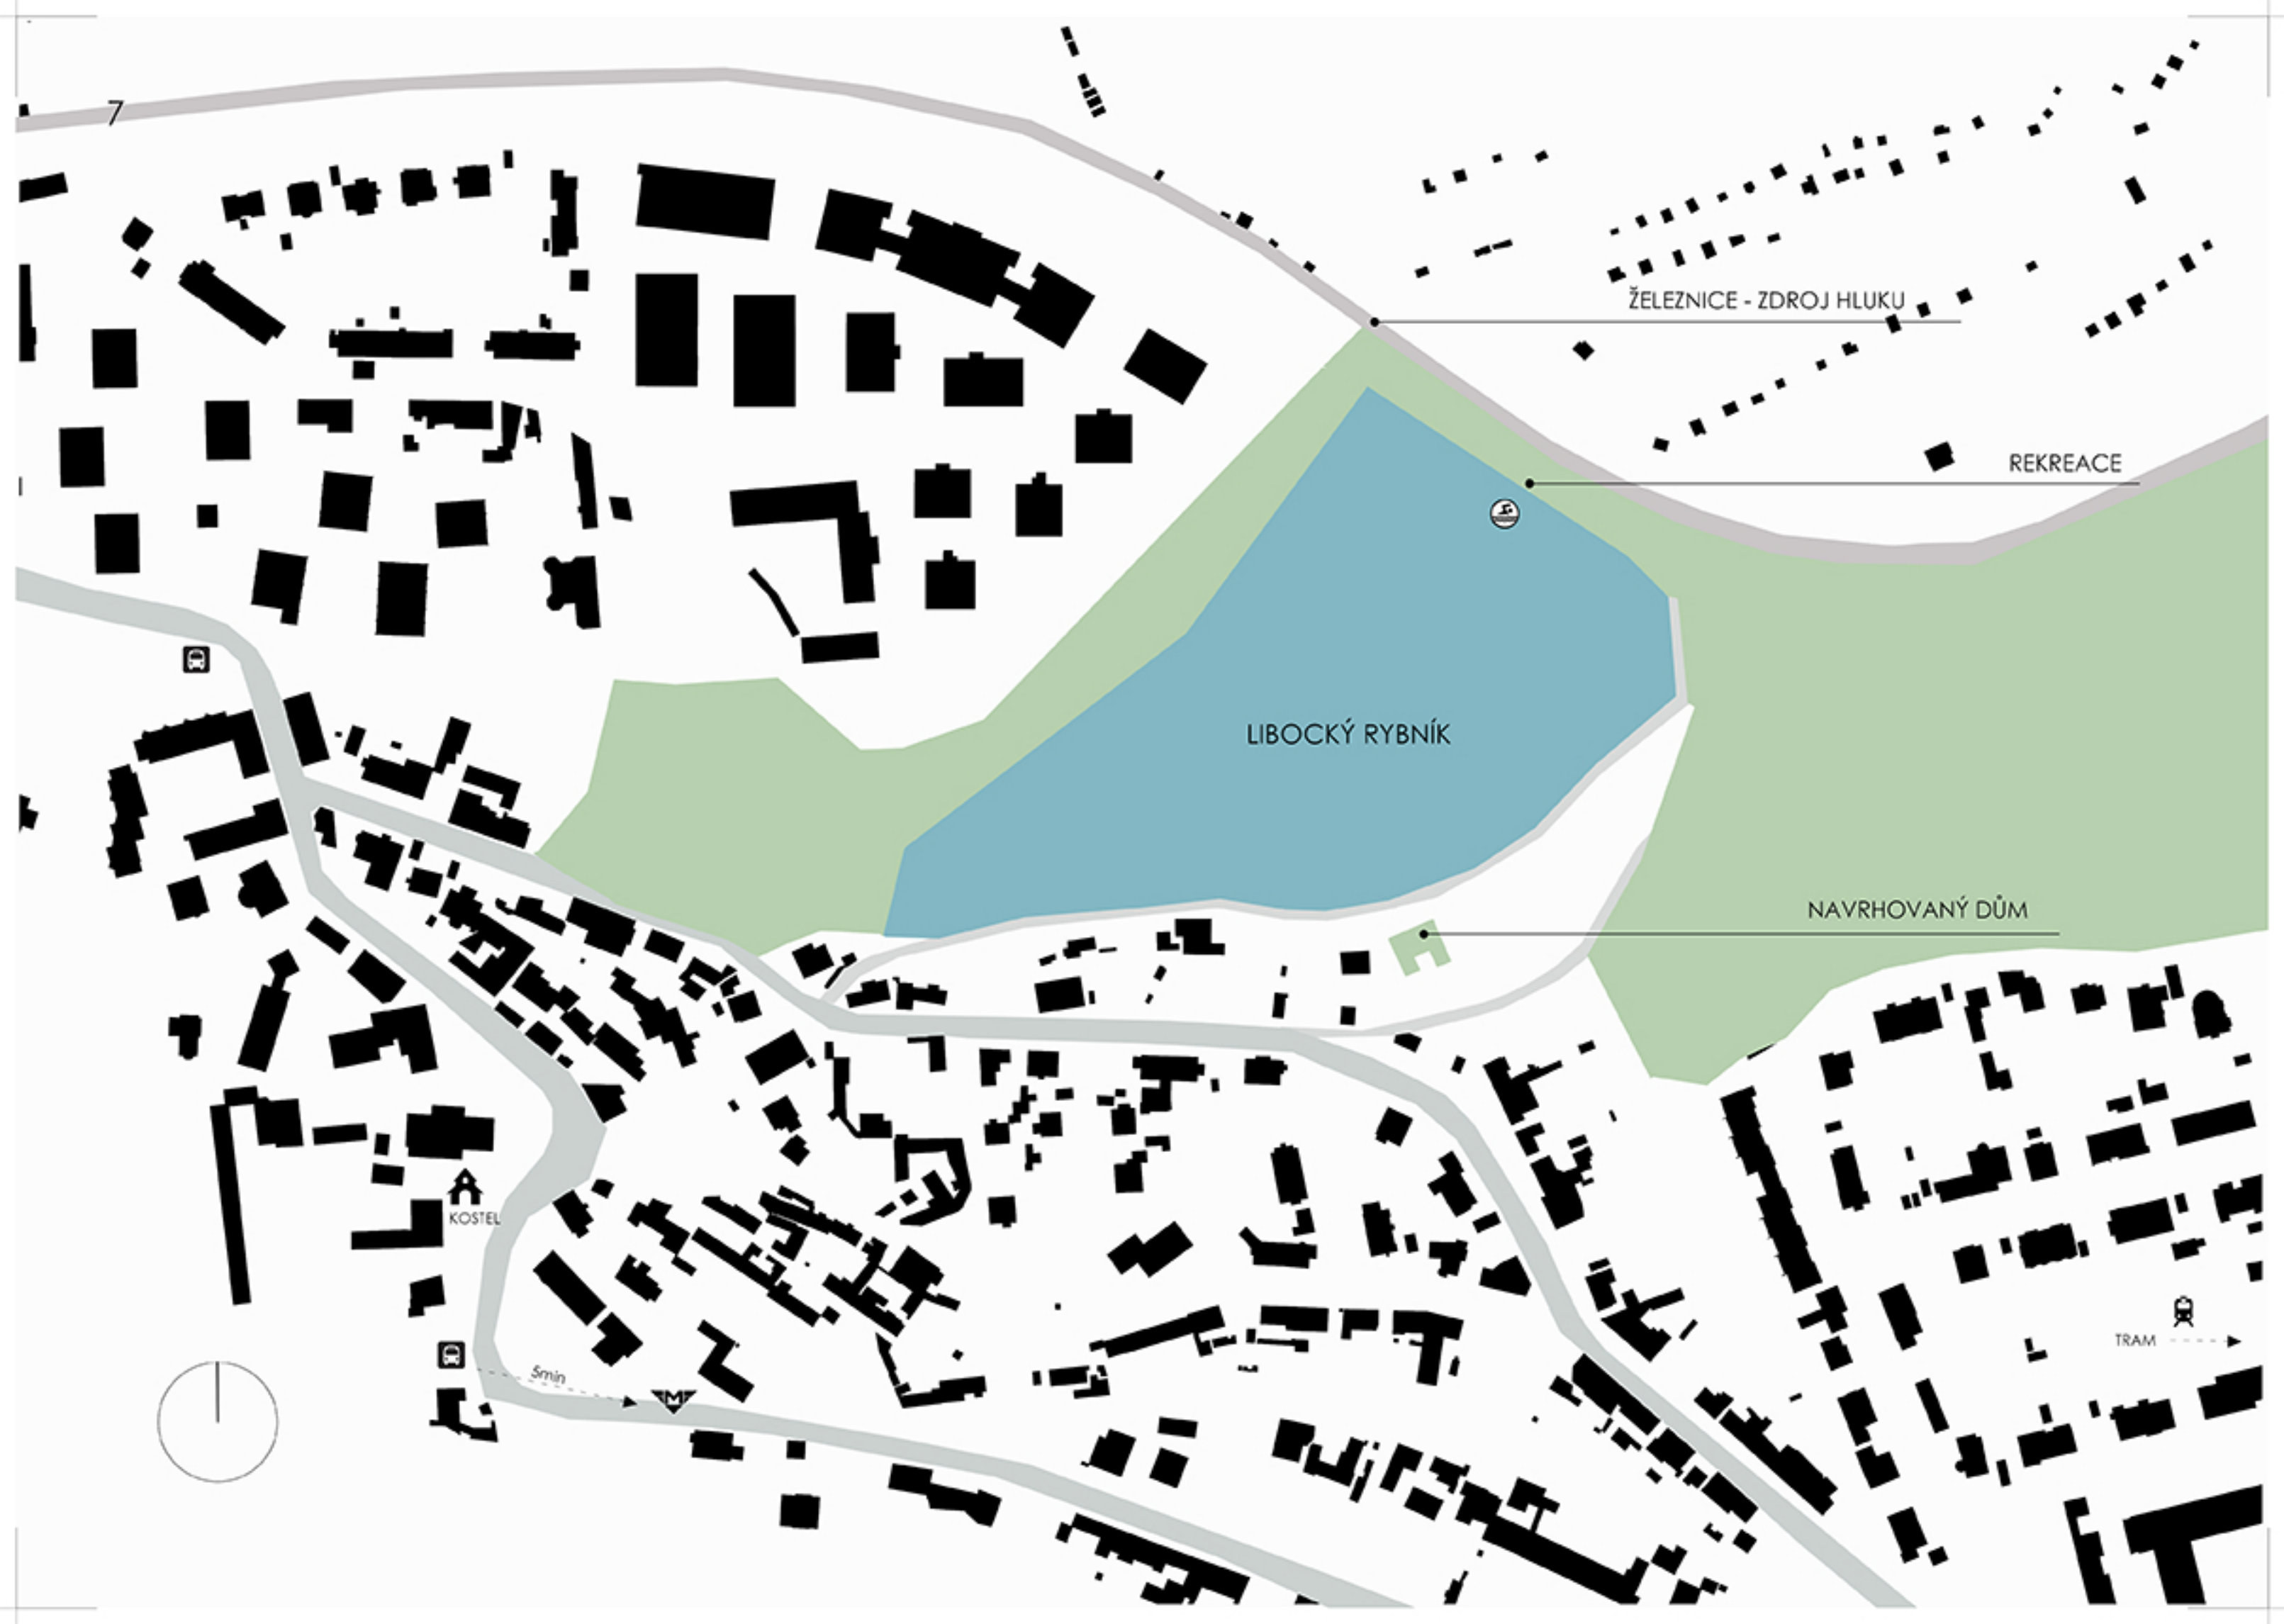 7
ŽELEZNICE - ZDROJ HLUKU
REKREACE
LIBOCKÝ RYBNÍK
NAVRHOVANÝ DŮM
KOSTEL
TRAM
5min
M